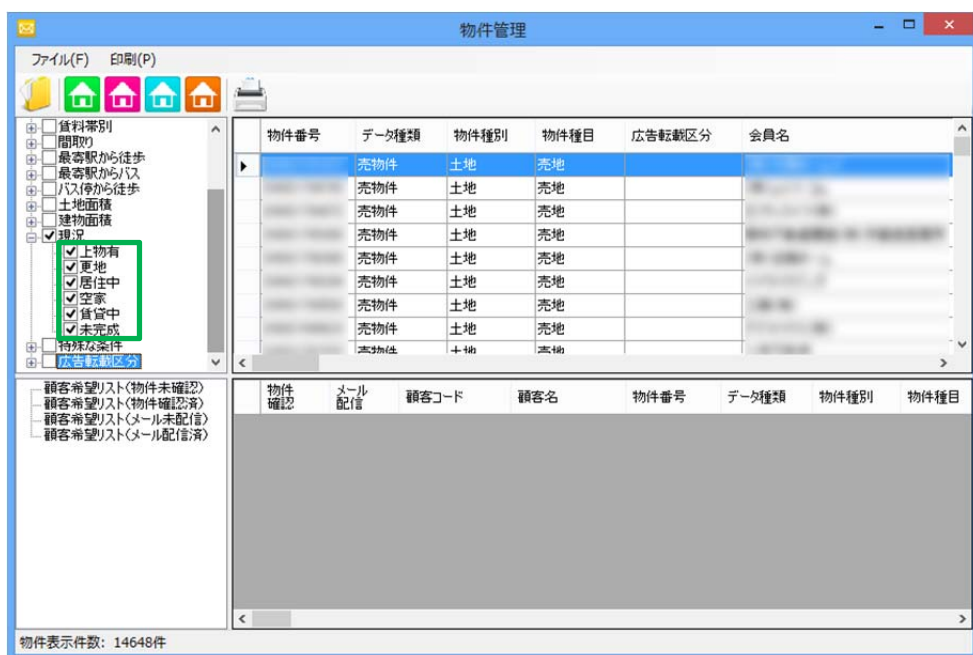 物件管理
ファイル(F) 印刷(P)
賃料帯別
間取り
最寄駅から徒歩
最寄駅からバス
バス停から徒歩
土地面積
建物面積
現況
上物有
更地
居住中
空家
賃貸中
未完成
特殊な条件
広告転載区分
物件番号 データ種類 物件種別 物件種目 広告転載区分 会員名
売物件 土地 売地
売物件 土地 売地
売物件 土地 売地
売物件 土地 売地
売物件 土地 売地
売物件 土地 売地
売物件 土地 売地
売物件 土地 売地
売物件 土地 売地
顧客希望リスト(物件未確認)
顧客希望リスト(物件確認済)
顧客希望リスト(メール未配信)
顧客希望リスト(メール配信済)
物件確認 メール配信 顧客コード 顧客名 物件番号 データ種類 物件種別 物件種目
物件表示件数: 14648件